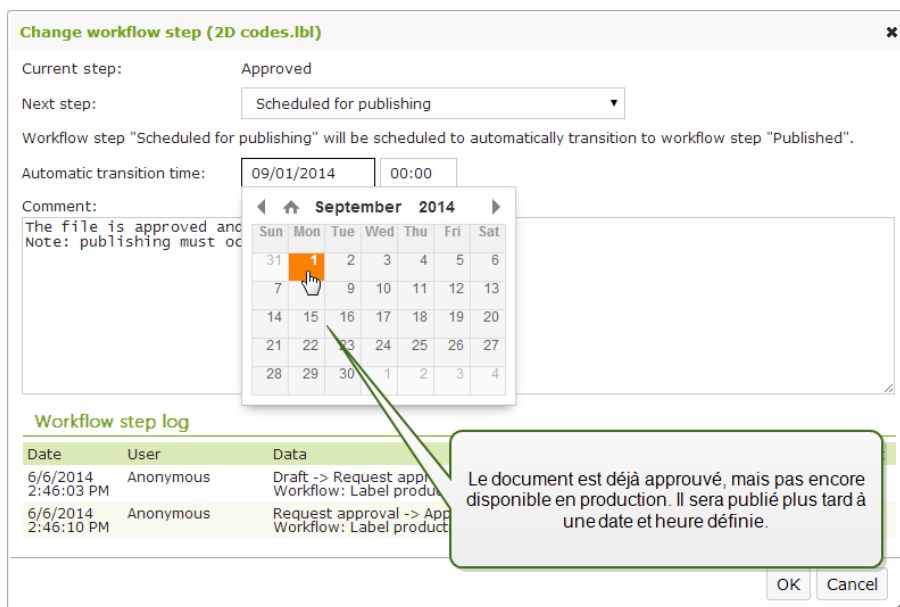 Change workflow step (2D codes.lbl)
Current step: Approved
Next step: Scheduled for publishing
Workflow step "Scheduled for publishing" will be scheduled to automatically transition to workflow step "Published".
Automatic transition time: 09/01/2014 00:00
Comment:
The file is approved and
Note: publishing must oc
September 2014
Sun Mon Tue Wed Thu Fri Sat
31 1 2 3 4 5 6
7 9 10 11 12 13
14 15 16 17 18 19 20
21 22 23 24 25 26 27
28 29 30 1 2 3 4
Workflow step log
Date User Data
6/6/2014 Anonymous Draft -> Request appr
2:46:03 PM Workflow: Label produc
6/6/2014 Anonymous Request approval -> App
2:46:10 PM Workflow: Label product
Le document est déjà approuvé, mais pas encore
disponible en production. Il sera publié plus tard à
une date et heure définie.
OK Cancel